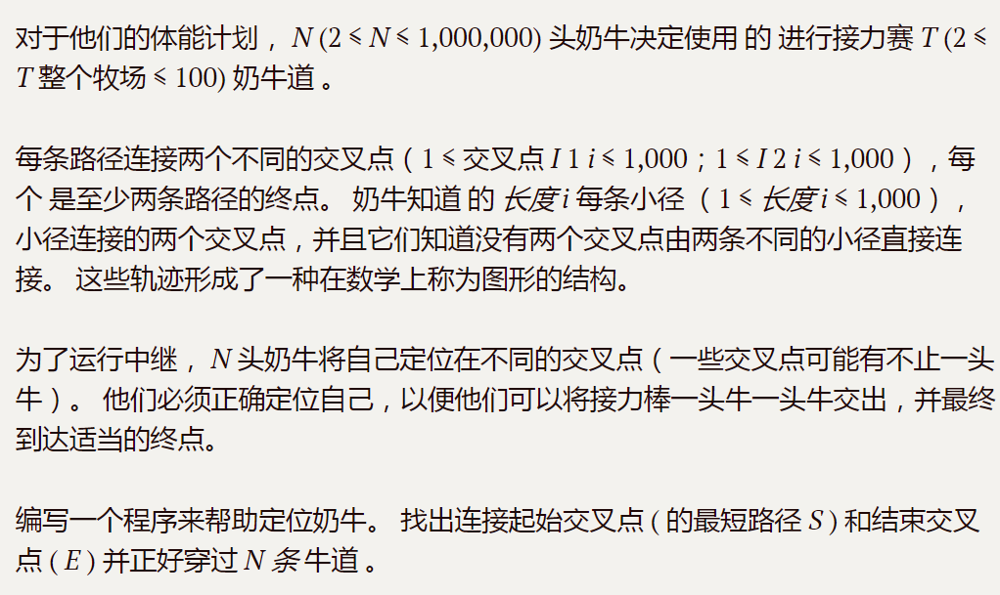 对于他们的体能计划，N (2 ⩽ N ⩽ 1,000,000) 头奶牛决定使用 的 进行接力赛 T (2 ⩽
T 整个牧场 ⩽ 100) 奶牛道 。
每条路径连接两个不同的交叉点（1 ⩽ 交叉点 I 1 i ⩽ 1,000；1 ⩽ I 2 i ⩽ 1,000），每
个 是至少两条路径的终点。 奶牛知道 的 长度 i 每条小径（1 ⩽ 长度 i ⩽ 1,000），
小径连接的两个交叉点，并且它们知道没有两个交叉点由两条不同的小径直接连
接。 这些轨迹形成了一种在数学上称为图形的结构。
为了运行中继，N 头奶牛将自己定位在不同的交叉点（一些交叉点可能有不止一头
牛）。 他们必须正确定位自己，以便他们可以将接力棒一头牛一头牛交出，并最终
到达适当的终点。
编写一个程序来帮助定位奶牛。 找出连接起始交叉点 ( 的最短路径 S ) 和结束交叉
点 ( E ) 并正好穿过 N 条 牛道 。